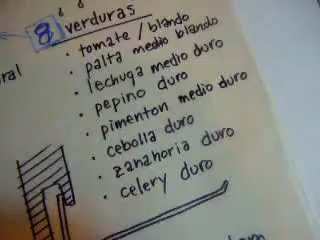 8 verduras
· tomate / blando
· palta medio blando
· lechuga medio duro
· pepino duro
· pimenton medio duro
· cebolla duro
· zanahoria duro
· celery duro